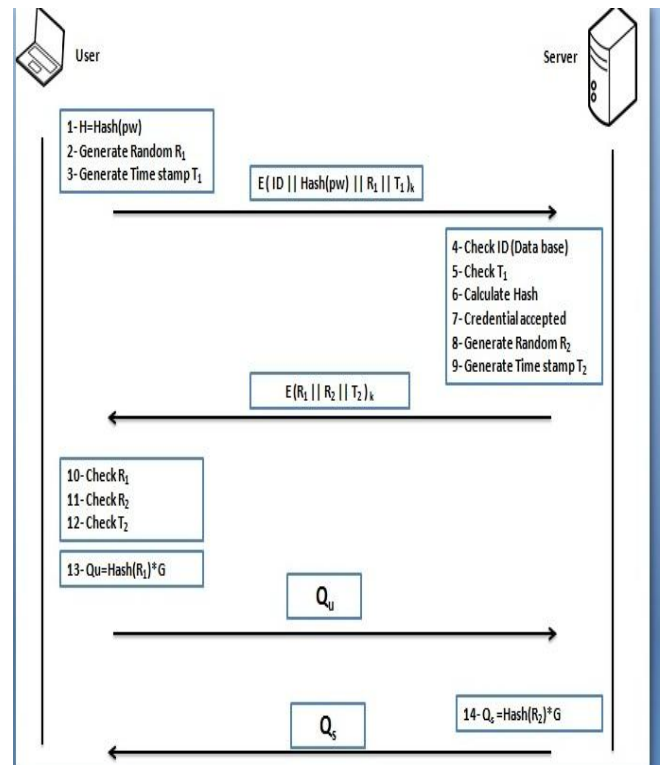 User
Server
1- H=Hash(pw)
2- Generate Random R₁
3- Generate Time stamp T₁
E( ID || Hash(pw) || R₁ || T₁ )ₖ
4- Check ID (Data base)
5- Check T₁
6- Calculate Hash
7- Credential accepted
8- Generate Random R₂
9- Generate Time stamp T₂
E(R₁ || R₂ || T₂ )ₖ
10- Check R₁
11- Check R₂
12- Check T₂
13- Qu=Hash(R₁)*G
Qᵤ
14- Qₛ =Hash(R₂)*G
Qₛ